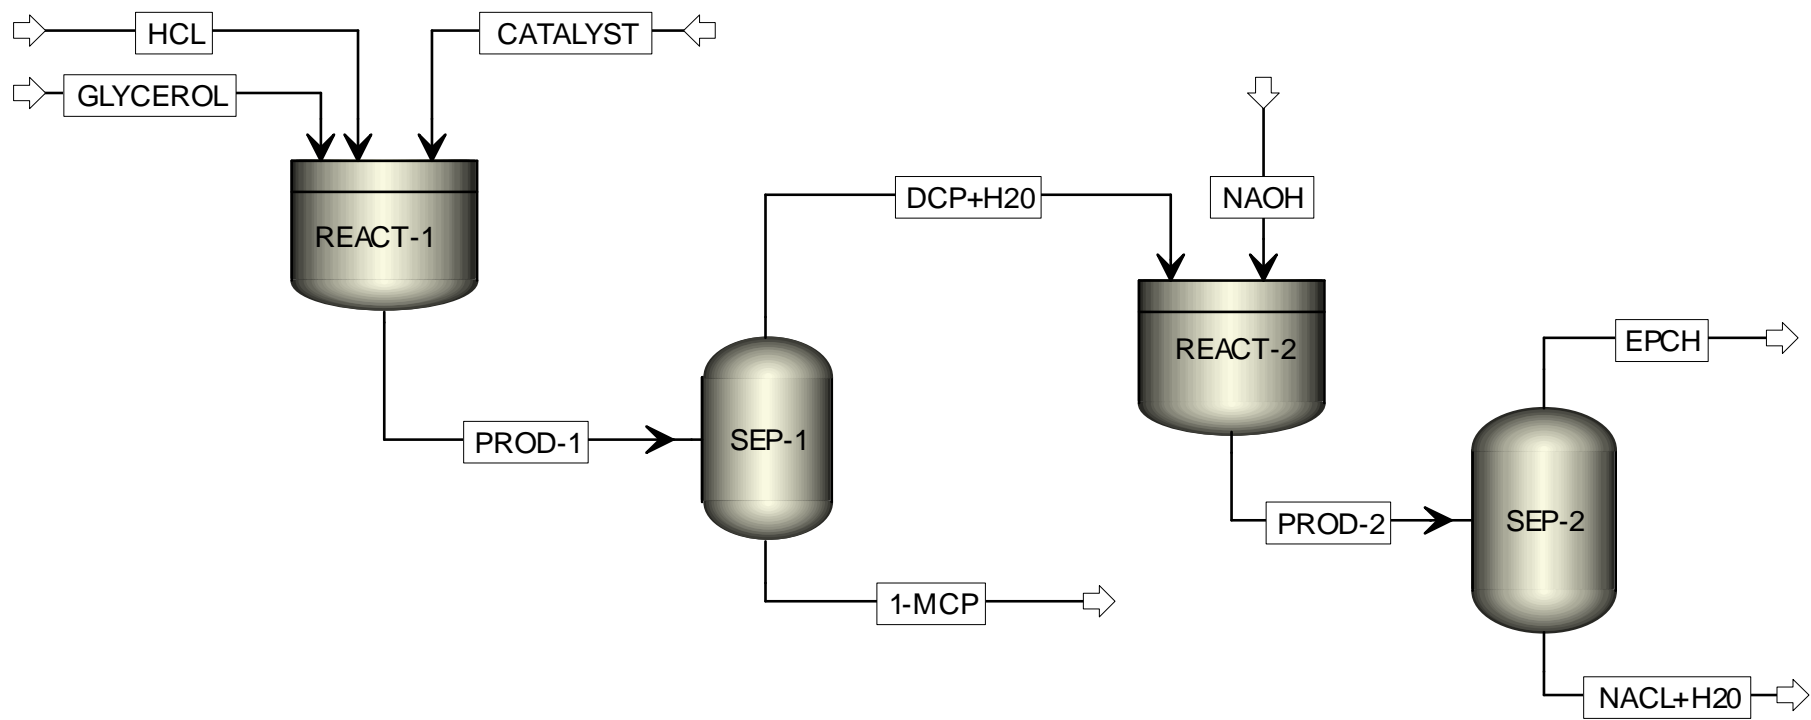 HCL
CATALYST
GLYCEROL
NAOH
DCP+H20
REACT-1
REACT-2
EPCH
PROD-1
SEP-1
PROD-2
SEP-2
1-MCP
NACL+H20